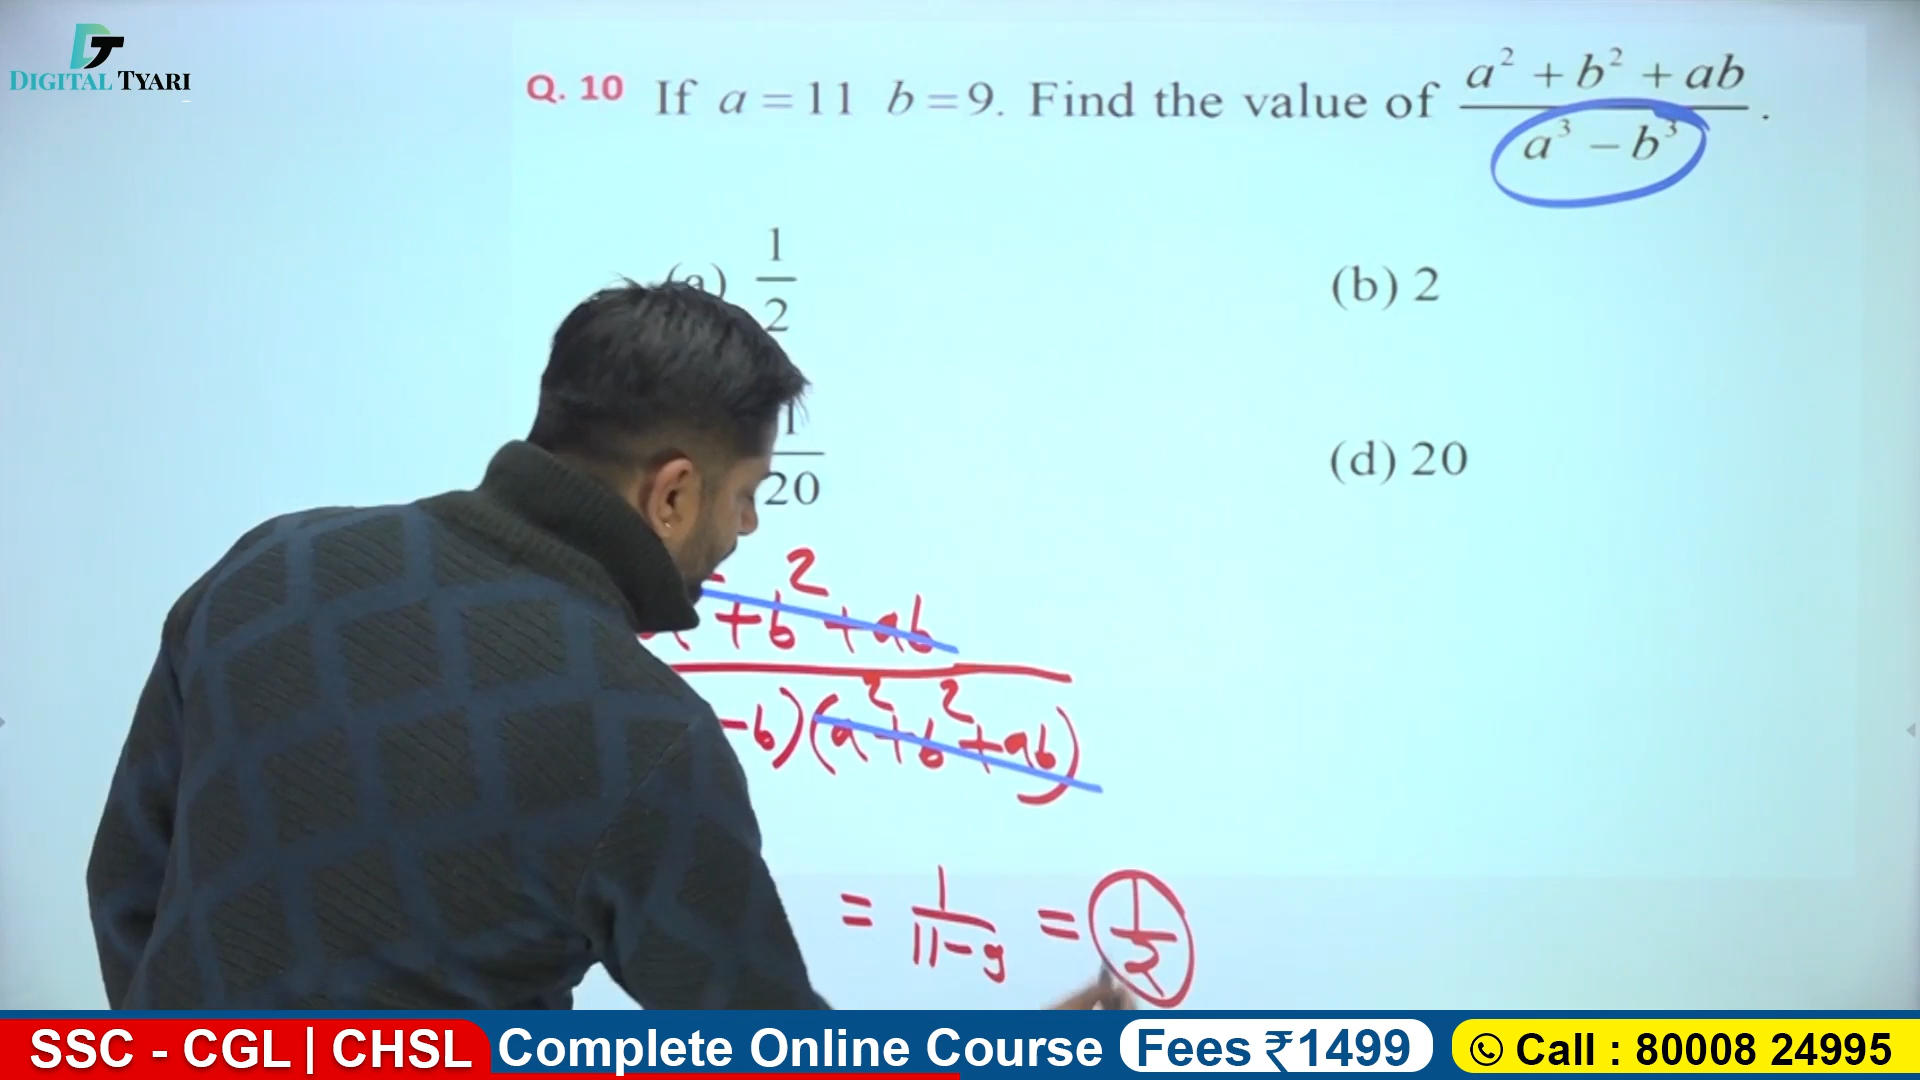 DIGITAL TYARI
Q. 10 If a = 11 b = 9. Find the value of (a² + b² + ab)/(a³ − b³).
(a) 1/2
(b) 2
1/20
(d) 20
+ b² + ab
− b)(a² + b² + ab)
= 1/(11 − 9) = 1/2
SSC - CGL | CHSL Complete Online Course Fees ₹1499 Call : 80008 24995